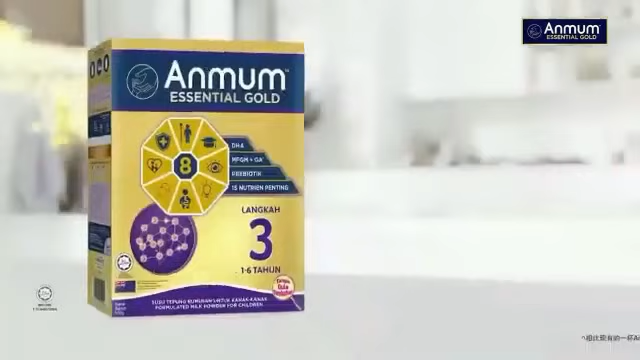 Anmum
ESSENTIAL GOLD
Anmum
ESSENTIAL GOLD
8
DHA
MFGM + GA
PREBIOTIK
15 NUTRIEN PENTING
LANGKAH
3
1-6 TAHUN
SUSU TEPUNG RUMUSAN UNTUK KANAK-KANAK
FORMULATED MILK POWDER FOR CHILDREN